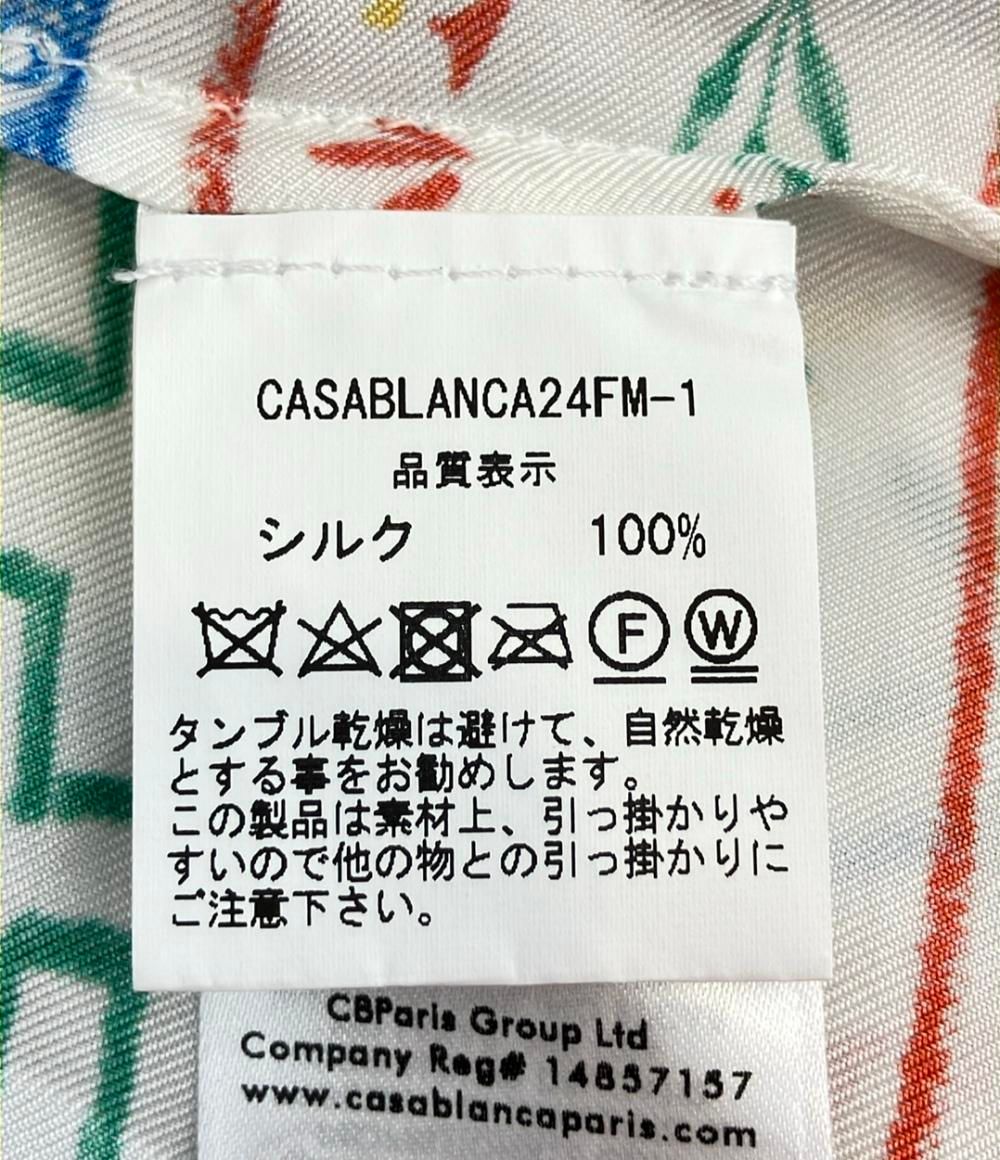 CASABLANCA24FM-1
品質表示
シルク 100%
F W
タンブル乾燥は避けて、自然乾燥
とする事をお勧めします。
この製品は素材上、引っ掛かりや
すいので他の物との引っ掛かりに
ご注意下さい。
CBParis Group Ltd
Company Reg# 14857157
www.casablancaparis.com